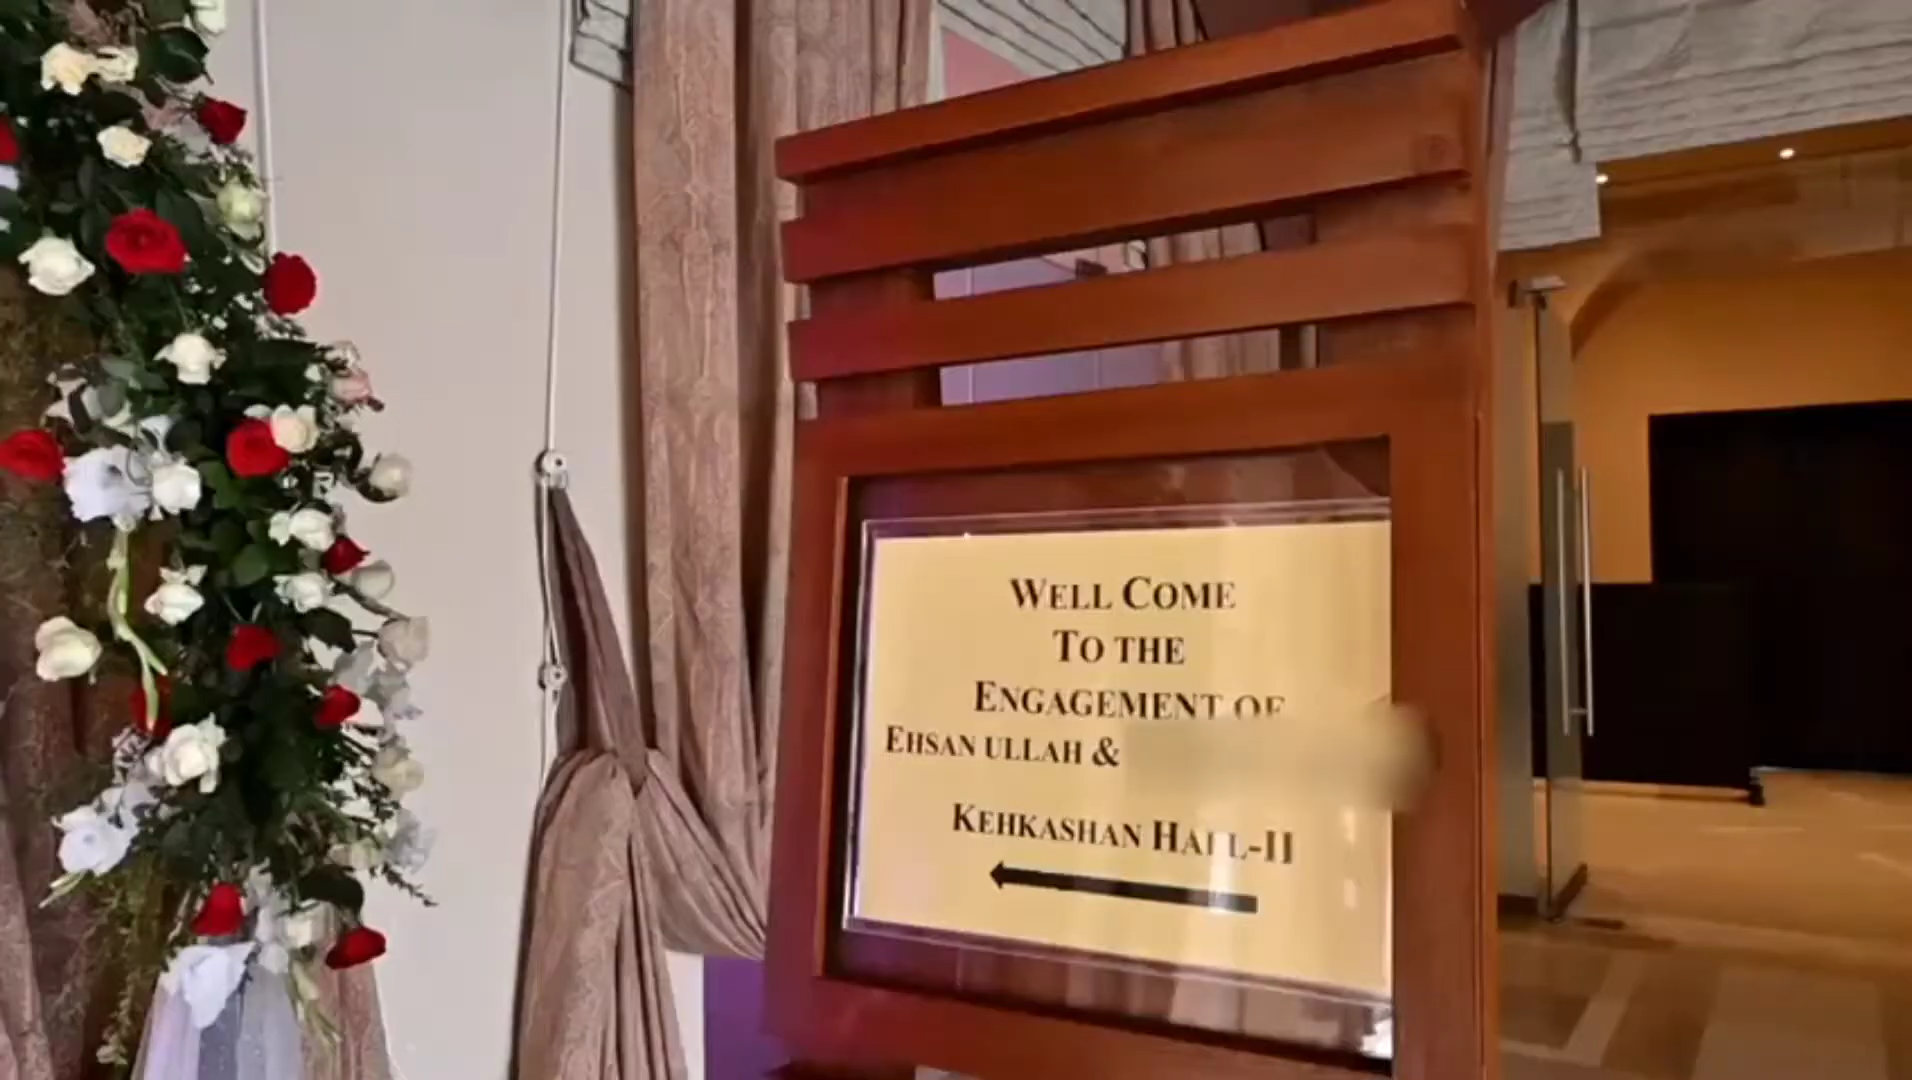 WELL COME
TO THE
ENGAGEMENT OF
EHSAN ULLAH &
KEHKASHAN HALL-II